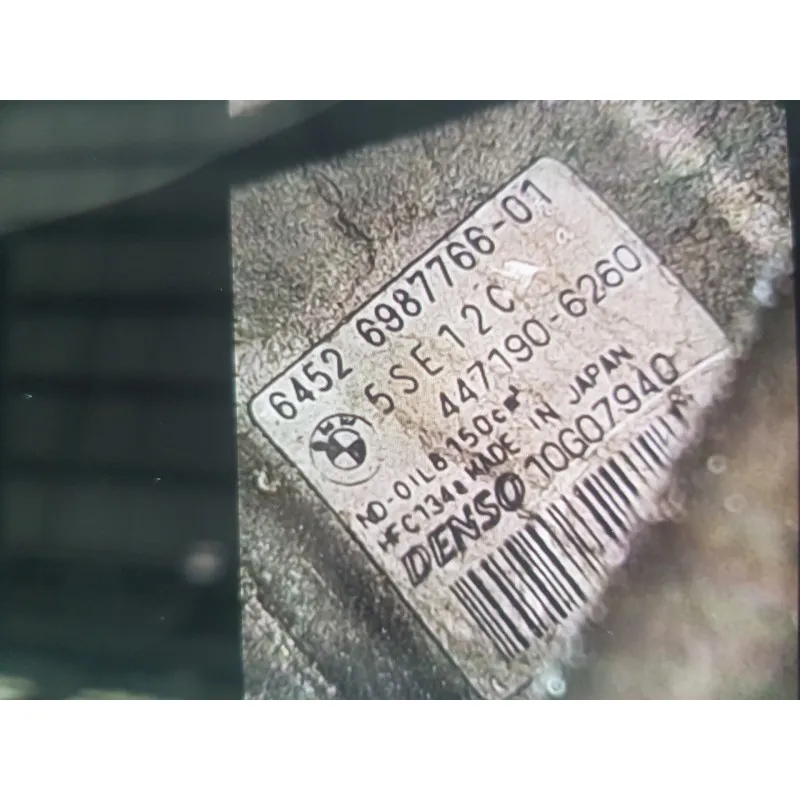 6452 6987766-01
5SE12C
447190-6260
ND-OIL8 150cm³
HFC134a MADE IN JAPAN
DENSO 10G07940